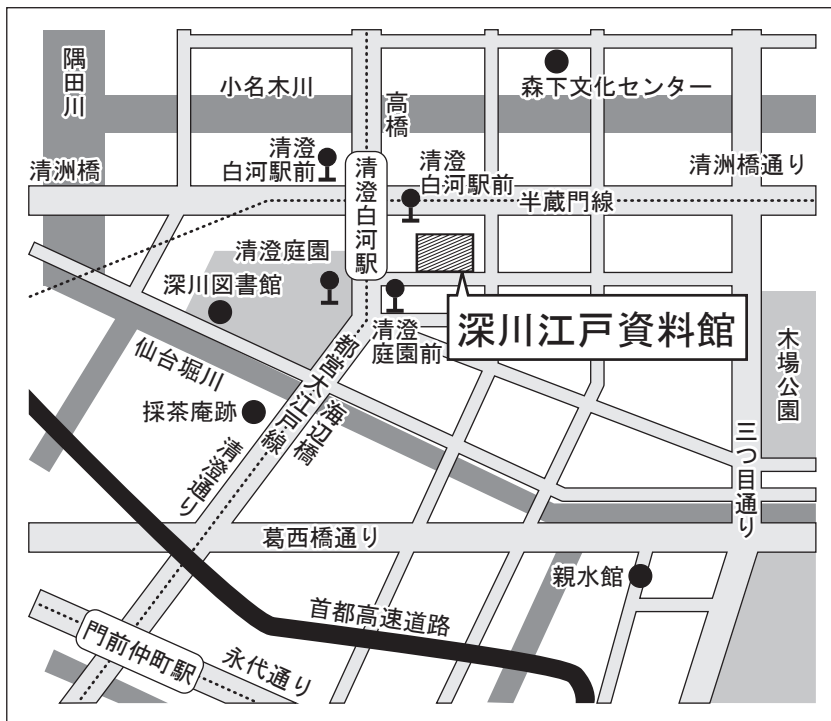 隅田川
小名木川
高橋
森下文化センター
清澄
白河駅前
清澄
白河駅前
清洲橋
清洲橋通り
半蔵門線
清澄白河駅
清澄庭園
深川図書館
清澄
庭園前
深川江戸資料館
木場公園
仙台堀川
都営大江戸線
海辺橋
採茶庵跡
清澄通り
三つ目通り
葛西橋通り
親水館
首都高速道路
門前仲町駅
永代通り